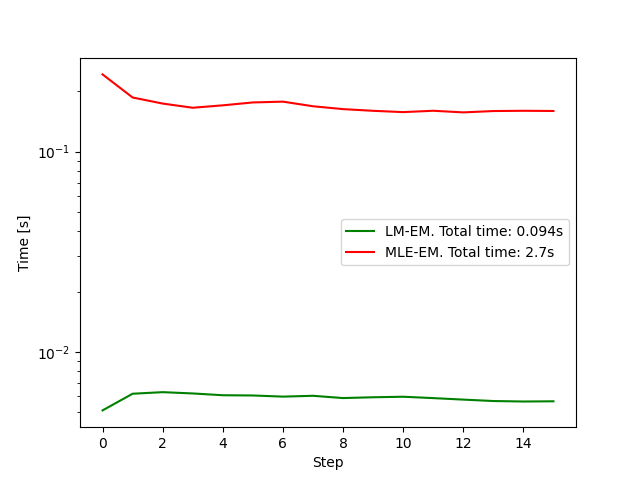 10⁻¹
10⁻²
Time [s]
LM-EM. Total time: 0.094s
MLE-EM. Total time: 2.7s
0 2 4 6 8 10 12 14
Step